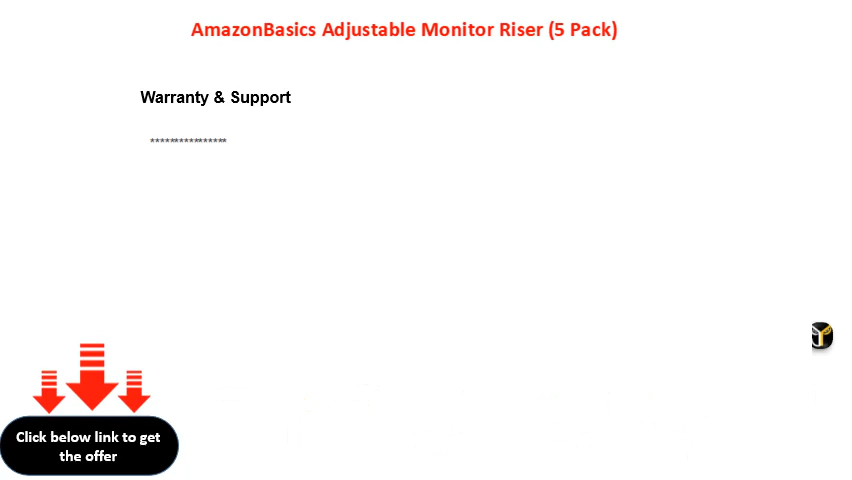 AmazonBasics Adjustable Monitor Riser (5 Pack)
Warranty & Support
****************
Click below link to get
the offer